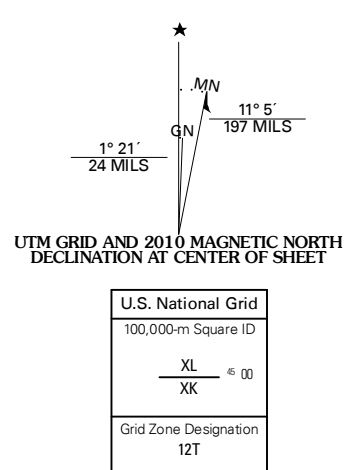 ★
MN
11° 5´
197 MILS
GN
1° 21´
24 MILS
UTM GRID AND 2010 MAGNETIC NORTH
DECLINATION AT CENTER OF SHEET
U.S. National Grid
100,000-m Square ID
XL
45 00
XK
Grid Zone Designation
12T